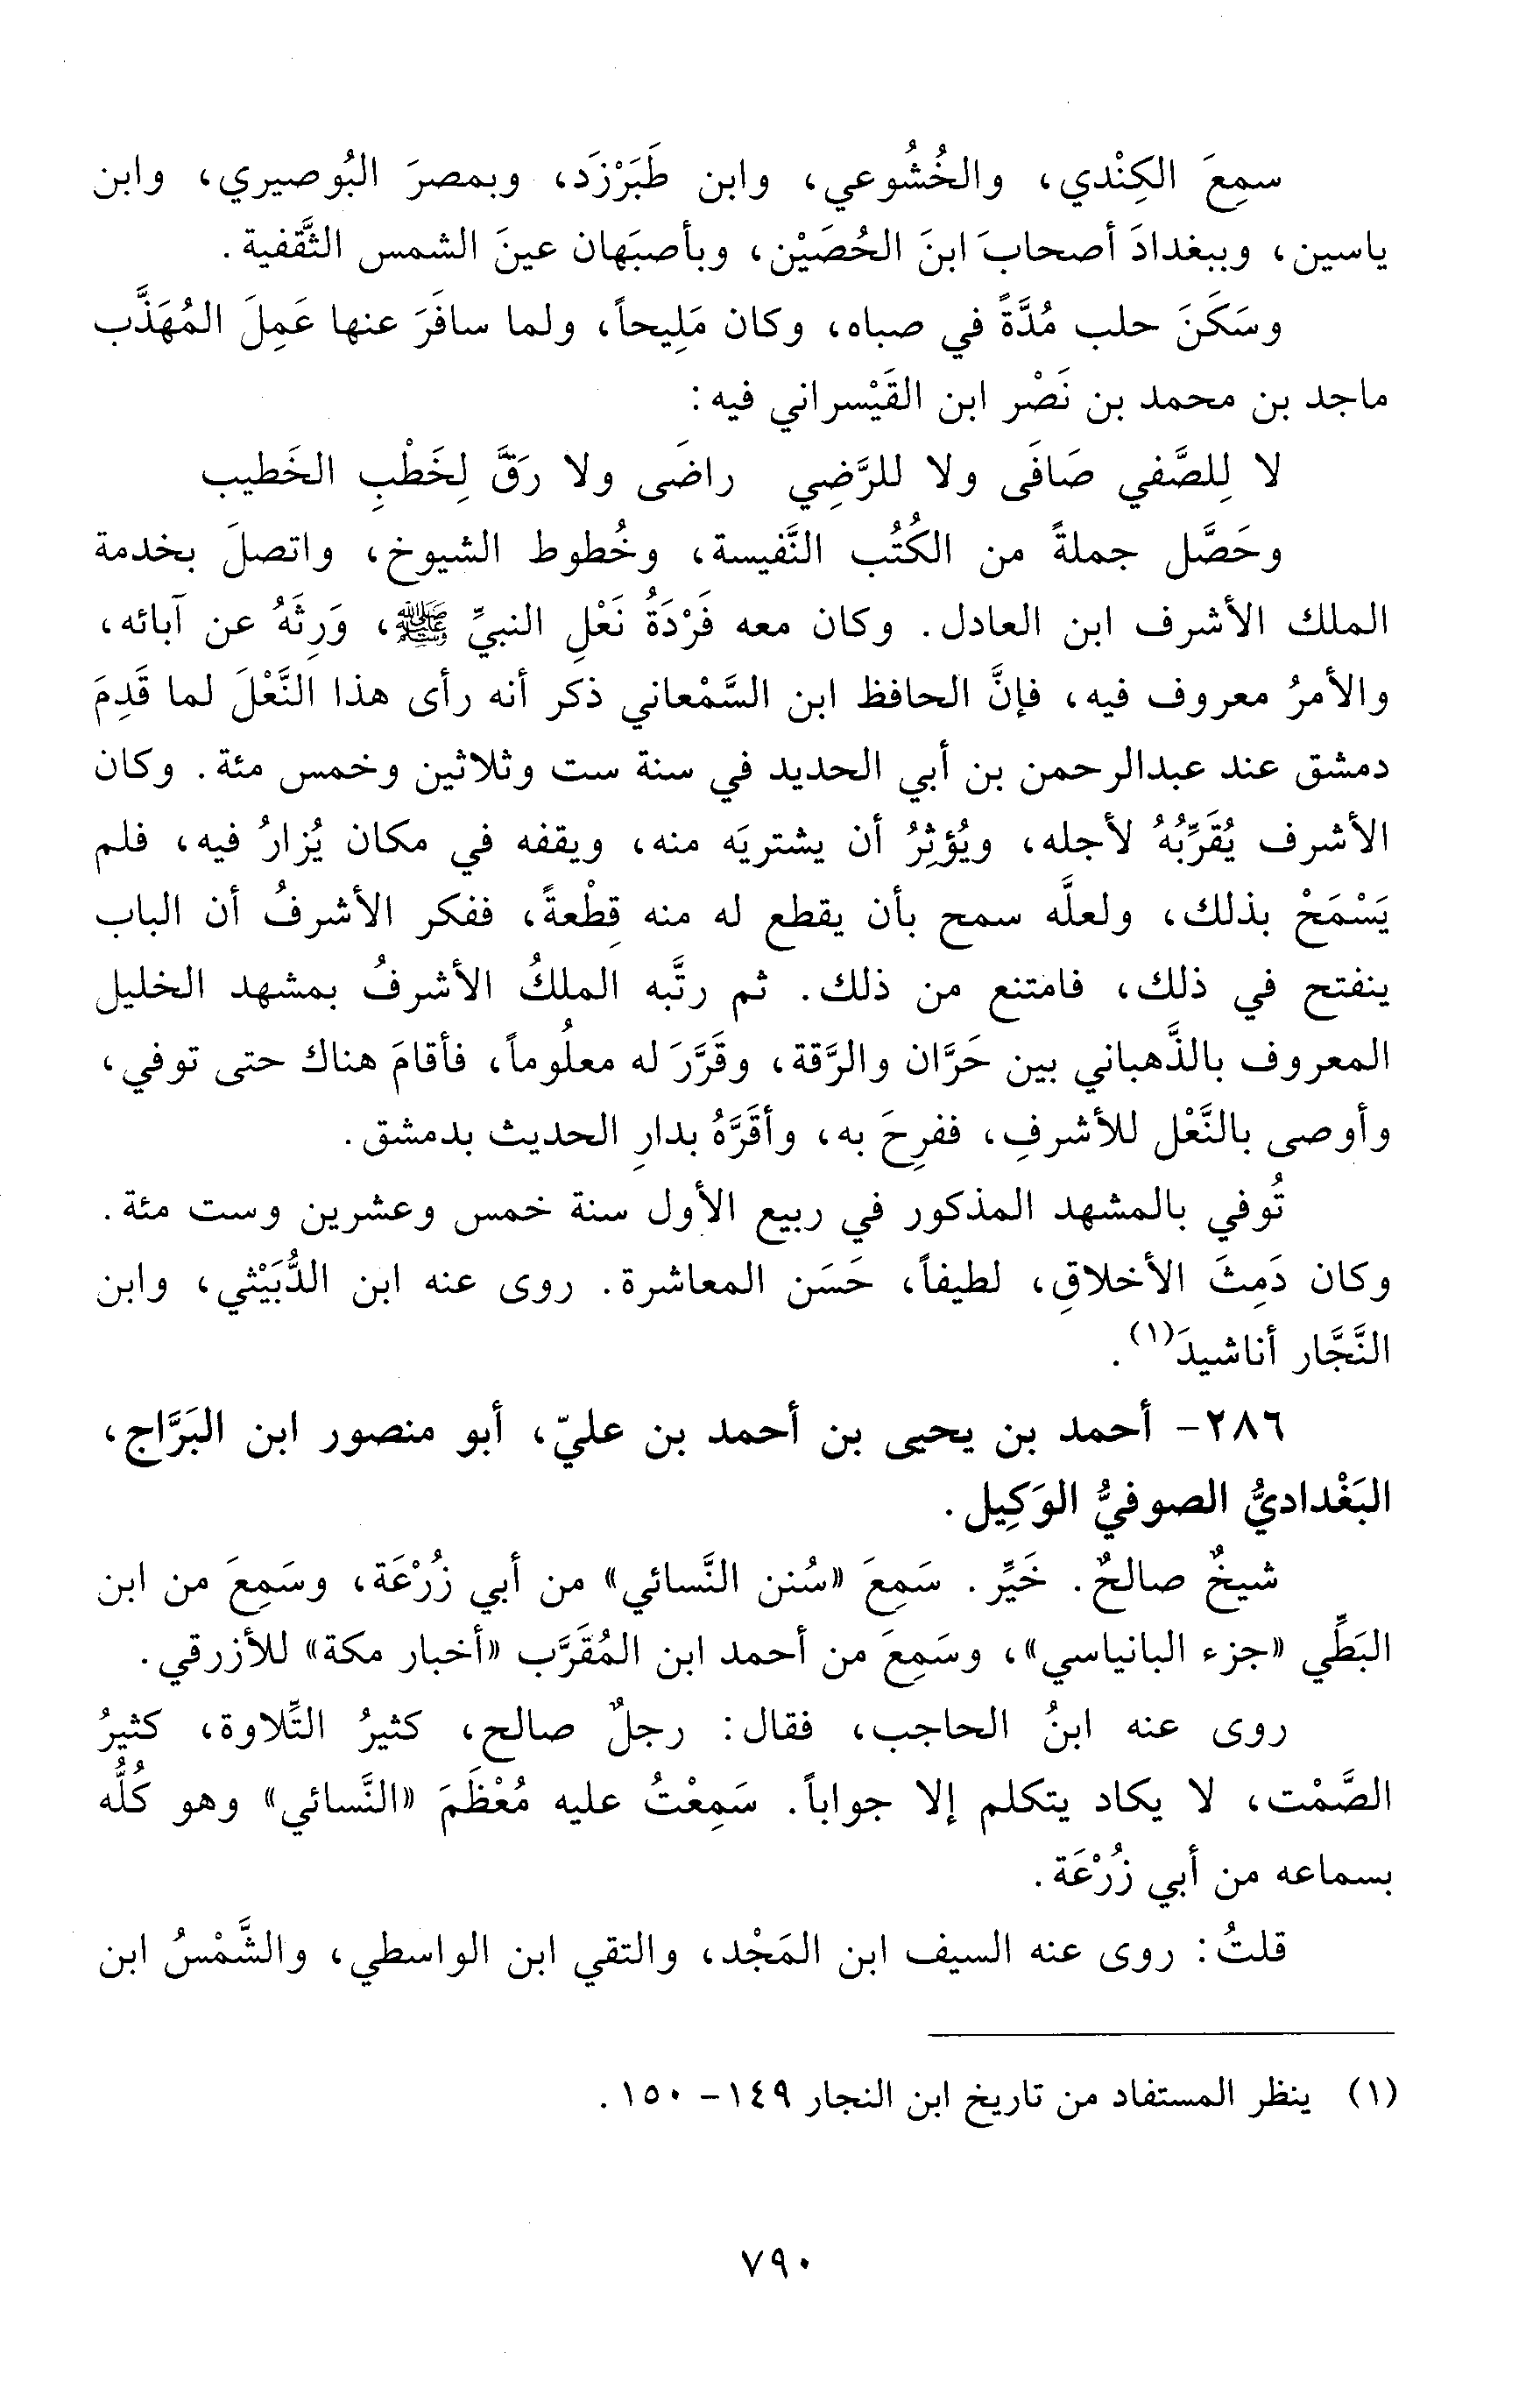 سمِعَ الكِنْدي، والخُشُوعي، وابن طَبَرْزَد، وبمصرَ البُوصيري، وابن
ياسين، وببغدادَ أصحابَ ابنَ الحُصَيْن، وبأصبَهان عينَ الشمس الثَّقفية.
وسَكَنَ حلب مُدَّةً في صباه، وكان مَلِيحاً، ولما سافَرَ عنها عَمِلَ المُهَذَّب
ماجد بن محمد بن نَصْر ابن القَيْسراني فيه:
لا لِلصَّفي صَافَى ولا للرَّضِي راضَى ولا رَقَّ لِخَطْبِ الخَطيب
وحَصَّل جملةً من الكُتُب النَّفيسة، وخُطوط الشيوخ، واتصلَ بخدمة
الملك الأشرف ابن العادل. وكان معه فَرْدَةُ نَعْلِ النبيِّ ﷺ، وَرِثَهُ عن آبائه،
والأمرُ معروف فيه، فإنَّ الحافظ ابن السَّمْعاني ذكر أنه رأى هذا النَّعْلَ لما قَدِمَ
دمشق عند عبدالرحمن بن أبي الحديد في سنة ست وثلاثين وخمس مئة. وكان
الأشرف يُقَرِّبُهُ لأجله، ويُؤثِرُ أن يشتريَه منه، ويقفه في مكان يُزارُ فيه، فلم
يَسْمَحْ بذلك، ولعلَّه سمح بأن يقطع له منه قِطْعةً، ففكر الأشرفُ أن الباب
ينفتح في ذلك، فامتنع من ذلك. ثم رتَّبه الملكُ الأشرفُ بمشهد الخليل
المعروف بالذَّهباني بين حَرَّان والرَّقة، وقَرَّرَ له معلُوماً، فأقامَ هناك حتى توفي،
وأوصى بالنَّعْل للأشرفِ، ففرِحَ به، وأقَرَّهُ بدارِ الحديث بدمشق.
تُوفي بالمشهد المذكور في ربيع الأول سنة خمس وعشرين وست مئة.
وكان دَمِثَ الأخلاقِ، لطيفاً، حَسَن المعاشرة. روى عنه ابن الدُّبَيْثي، وابن
النَّجَّار أناشيدَ(١).
٢٨٦- أحمد بن يحيى بن أحمد بن عليّ، أبو منصور ابن البَرَّاج،
البَغْداديُّ الصوفيُّ الوَكِيل.
شيخٌ صالحٌ. خَيِّر. سَمِعَ «سُنن النَّسائي» من أبي زُرْعَة، وسَمِعَ من ابن
البَطِّي «جزء البانياسي»، وسَمِعَ من أحمد ابن المُقَرَّب «أخبار مكة» للأزرقي.
روى عنه ابنُ الحاجب، فقال: رجلٌ صالح، كثيرُ التِّلاوة، كثيرُ
الصَّمْت، لا يكاد يتكلم إلا جواباً. سَمِعْتُ عليه مُعْظَمَ «النَّسائي» وهو كُلُّه
بسماعه من أبي زُرْعَة.
قلتُ: روى عنه السيف ابن المَجْد، والتقي ابن الواسطي، والشَّمْسُ ابن
(١) ينظر المستفاد من تاريخ ابن النجار ١٤٩- ١٥٠.
٧٩٠